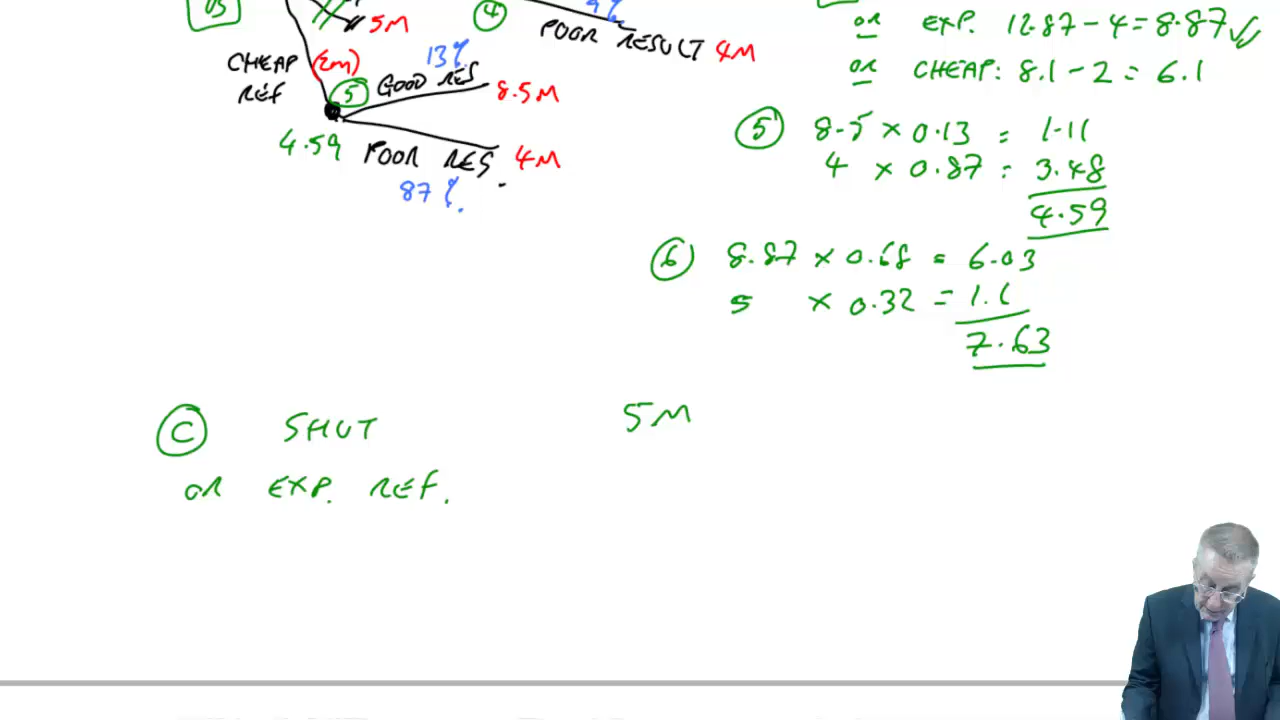 5M
4
POOR RESULT 4M
or EXP. 12.87 - 4 = 8.87 ✓✓
CHEAP (2m)
REF
13%
5 GOOD RES 8.5M
or CHEAP: 8.1 - 2 = 6.1
4.59 POOR RES. 4M
87%.
5 8.5 × 0.13 = 1.11
4 × 0.87 = 3.48
4.59
6 8.87 × 0.68 = 6.03
5 × 0.32 = 1.6
7.63
C SHUT 5M
OR EXP. REF.